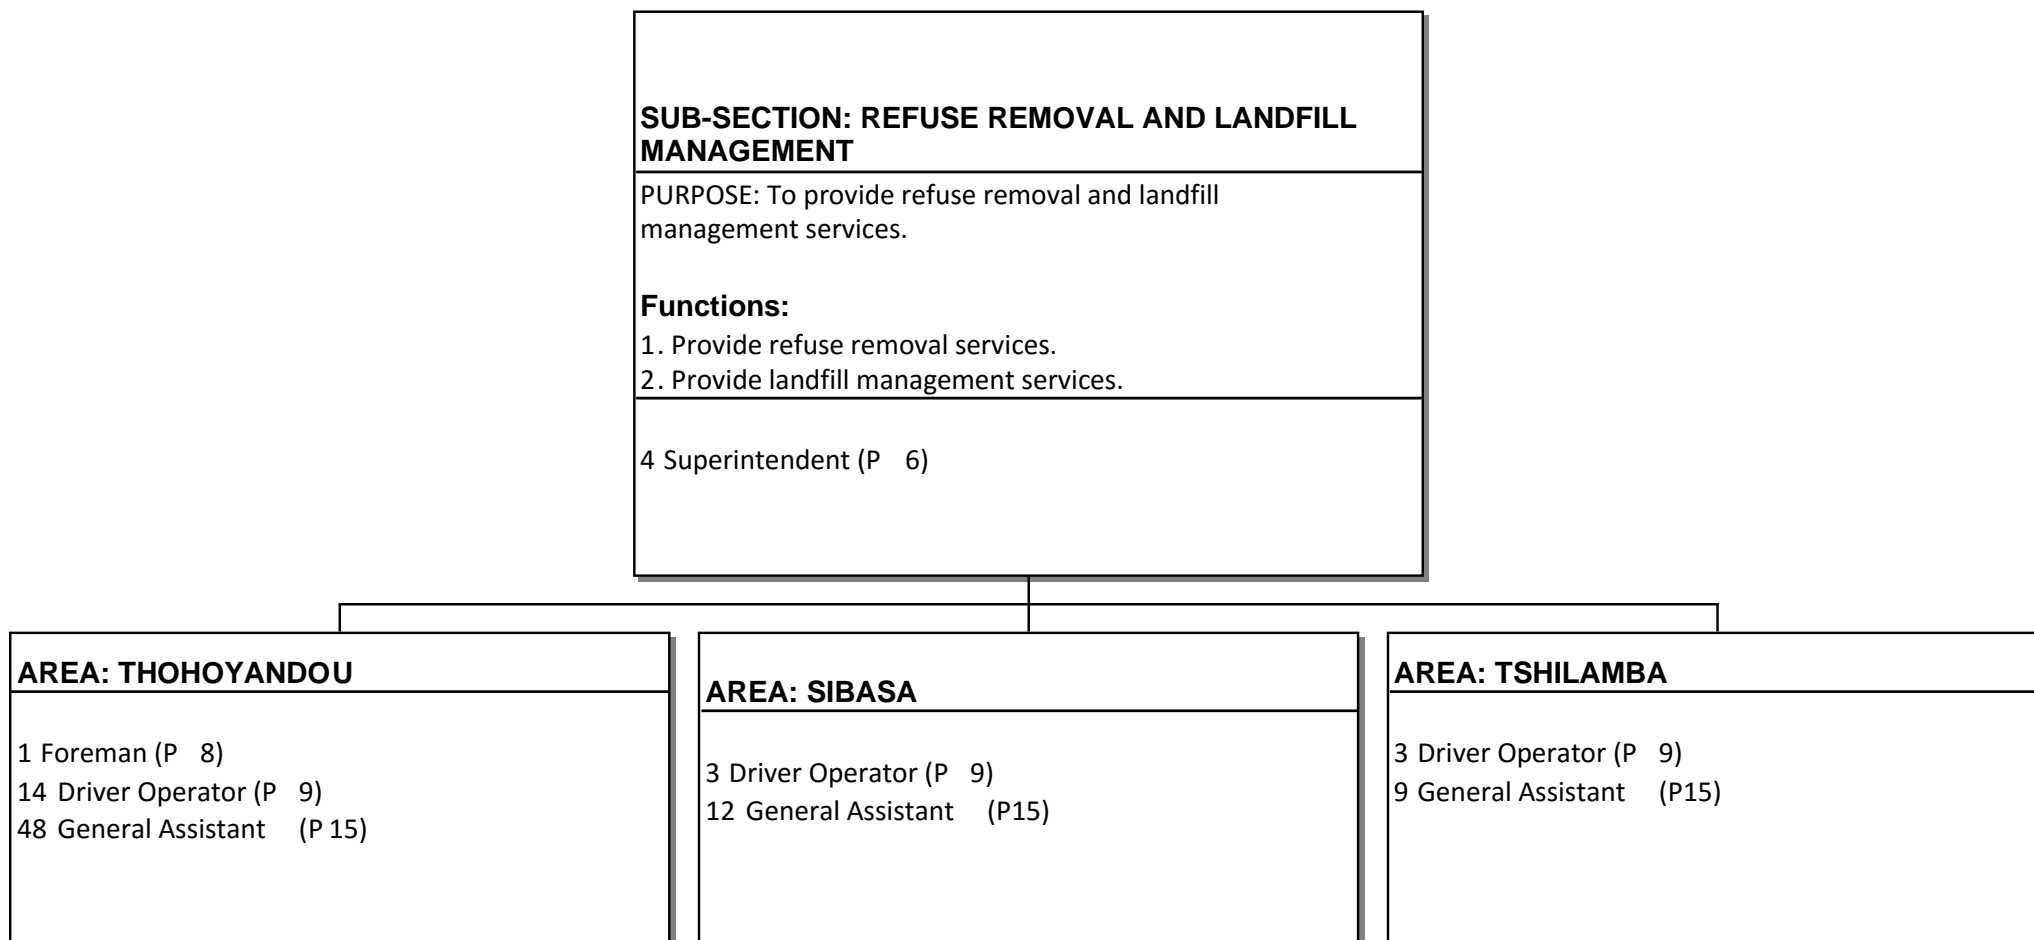 SUB-SECTION: REFUSE REMOVAL AND LANDFILL
MANAGEMENT
PURPOSE: To provide refuse removal and landfill
management services.
Functions:
1. Provide refuse removal services.
2. Provide landfill management services.
4 Superintendent (P 6)
AREA: THOHOYANDOU
1 Foreman (P 8)
14 Driver Operator (P 9)
48 General Assistant (P 15)
AREA: SIBASA
3 Driver Operator (P 9)
12 General Assistant (P15)
AREA: TSHILAMBA
3 Driver Operator (P 9)
9 General Assistant (P15)